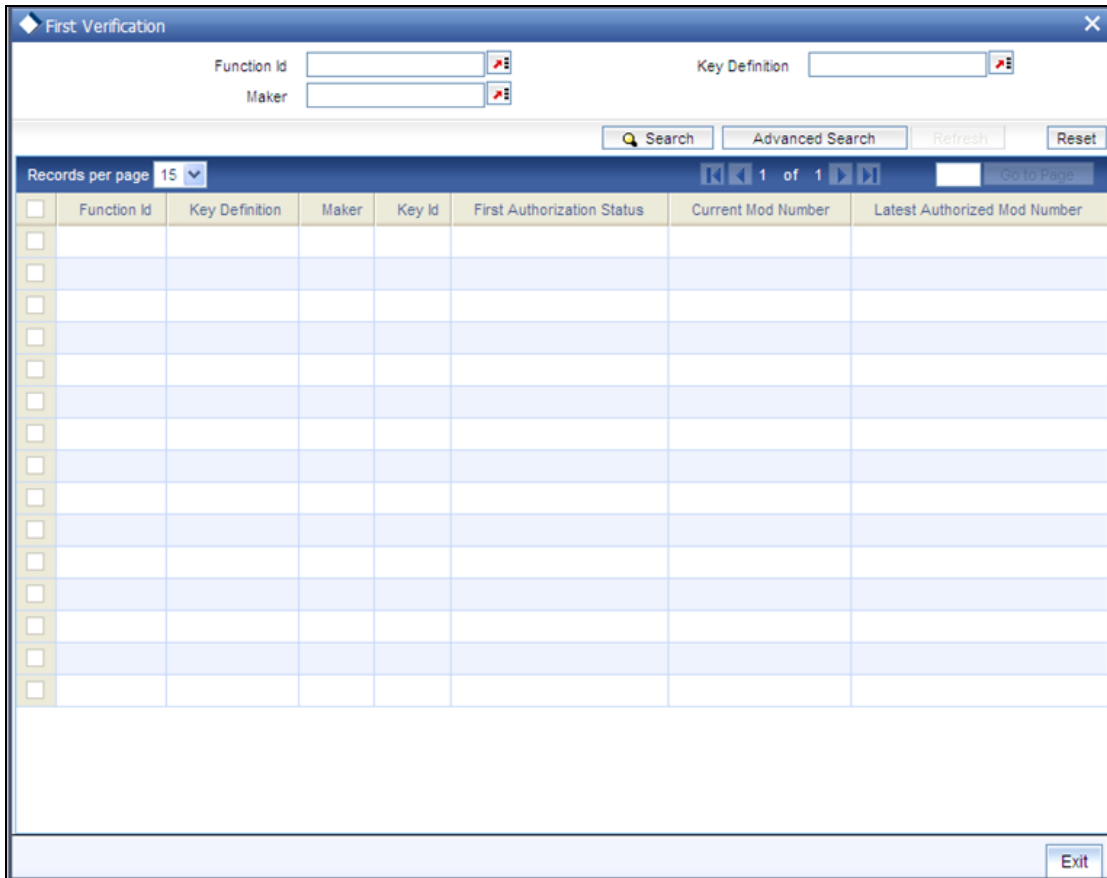 First Verification
Function Id
Key Definition
Maker
Search
Advanced Search
Refresh
Reset
Records per page 15
1 of 1
Go to Page
Function Id Key Definition Maker Key Id First Authorization Status Current Mod Number Latest Authorized Mod Number
Exit